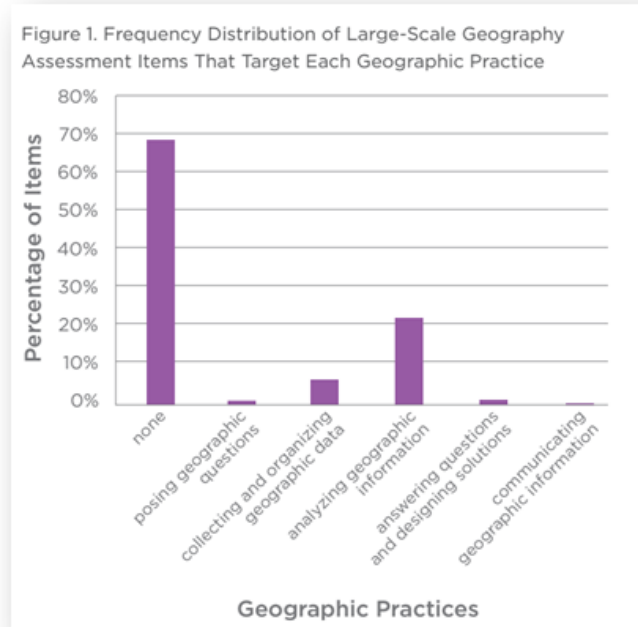 Figure 1. Frequency Distribution of Large-Scale Geography
Assessment Items That Target Each Geographic Practice
Percentage of Items
80%
70%
60%
50%
40%
30%
20%
10%
0%
none
posing geographic
questions
collecting and organizing
geographic data
analyzing geographic
information
answering questions
and designing solutions
communicating
geographic information
Geographic Practices